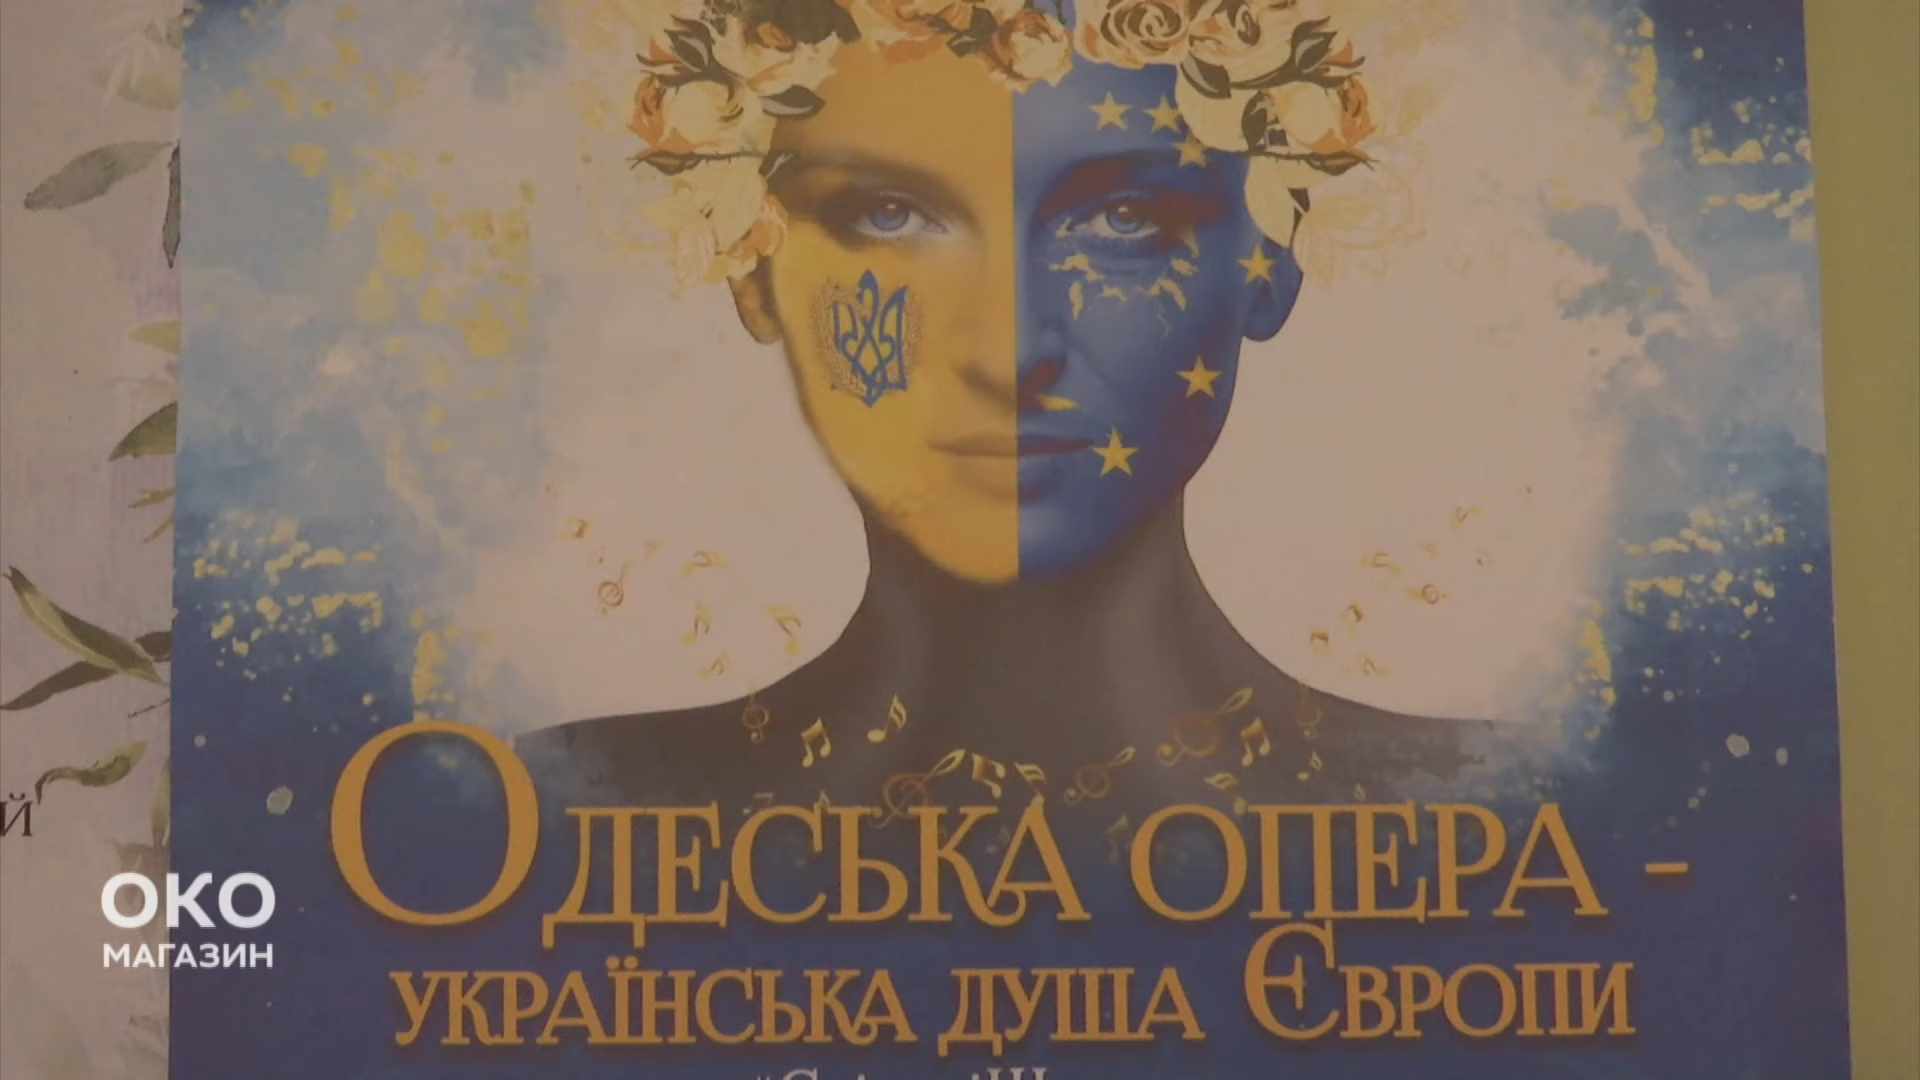 Одеська опера -
українська душа Європи
й
ОКО
МАГАЗИН